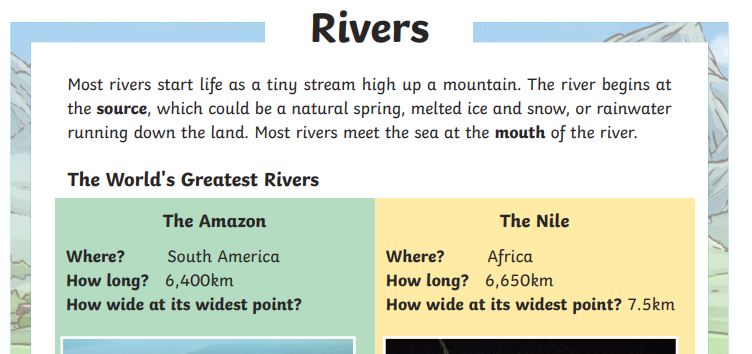 Rivers
Most rivers start life as a tiny stream high up a mountain. The river begins at
the source, which could be a natural spring, melted ice and snow, or rainwater
running down the land. Most rivers meet the sea at the mouth of the river.
The World's Greatest Rivers
The Amazon
Where? South America
How long? 6,400km
How wide at its widest point?
The Nile
Where? Africa
How long? 6,650km
How wide at its widest point? 7.5km